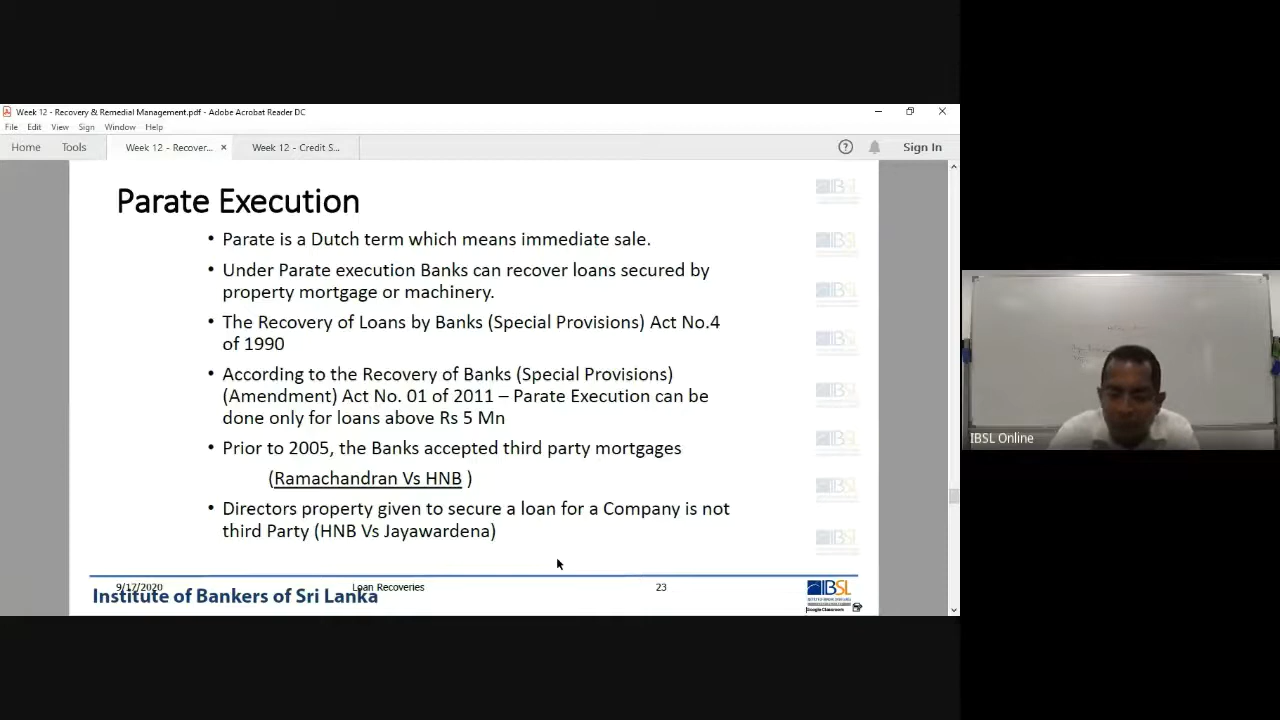 Week 12 - Recovery & Remedial Management.pdf - Adobe Acrobat Reader DC
File Edit View Sign Window Help
Home Tools Week 12 - Recover... × Week 12 - Credit S... Sign In
Parate Execution
• Parate is a Dutch term which means immediate sale.
• Under Parate execution Banks can recover loans secured by
property mortgage or machinery.
• The Recovery of Loans by Banks (Special Provisions) Act No.4
of 1990
• According to the Recovery of Banks (Special Provisions)
(Amendment) Act No. 01 of 2011 – Parate Execution can be
done only for loans above Rs 5 Mn
• Prior to 2005, the Banks accepted third party mortgages
(Ramachandran Vs HNB )
• Directors property given to secure a loan for a Company is not
third Party (HNB Vs Jayawardena)
9/17/2020 Loan Recoveries 23
Institute of Bankers of Sri Lanka
IBSL
Google Classroom
IBSL Online